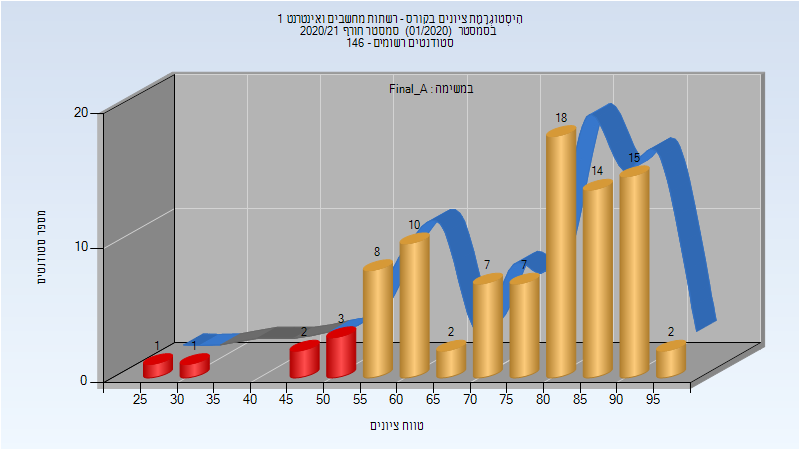 היסטוגרמת ציונים בקורס - רשתות מחשבים ואינטרנט 1
בסמסטר (01/2020) סמסטר חורף 2020/21
סטודנטים רשומים - 146
במשימה : Final_A
20
10
0
מספר סטודנטים
1 1 2 3 8 10 2 7 7 18 14 15 2
25 30 35 40 45 50 55 60 65 70 75 80 85 90 95
טווח ציונים